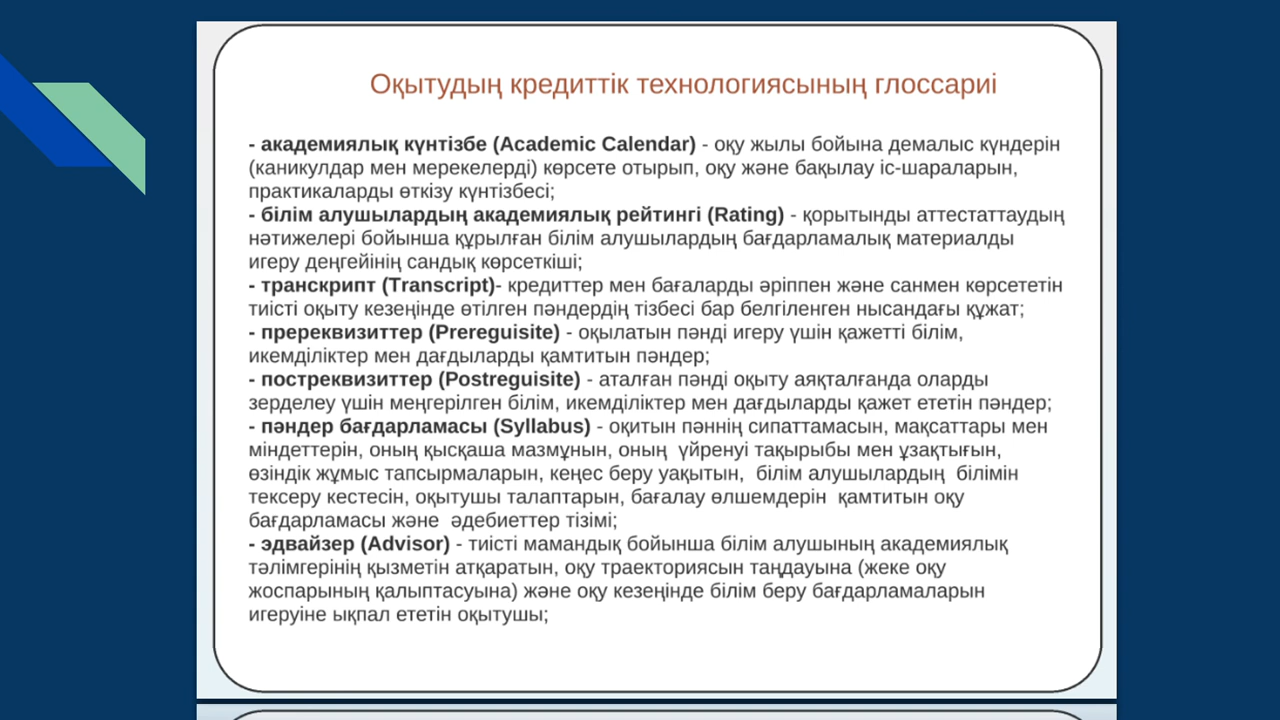 Оқытудың кредиттік технологиясының глоссарии
- академиялық күнтізбе (Academic Calendar) - оқу жылы бойына демалыс күндерін
(каникулдар мен мерекелерді) көрсете отырып, оқу және бақылау іс-шараларын,
практикаларды өткізу күнтізбесі;
- білім алушылардың академиялық рейтингі (Rating) - қорытынды аттестаттаудың
нәтижелері бойынша құрылған білім алушылардың бағдарламалық материалды
игеру деңгейінің сандық көрсеткіші;
- транскрипт (Transcript)- кредиттер мен бағаларды әріппен және санмен көрсететін
тиісті оқыту кезеңінде өтілген пәндердің тізбесі бар белгіленген нысандағы құжат;
- пререквизиттер (Prereguisite) - оқылатын пәнді игеру үшін қажетті білім,
икемділіктер мен дағдыларды қамтитын пәндер;
- постреквизиттер (Postreguisite) - аталған пәнді оқыту аяқталғанда оларды
зерделеу үшін меңгерілген білім, икемділіктер мен дағдыларды қажет ететін пәндер;
- пәндер бағдарламасы (Syllabus) - оқитын пәннің сипаттамасын, мақсаттары мен
міндеттерін, оның қысқаша мазмұнын, оның үйренуі тақырыбы мен ұзақтығын,
өзіндік жұмыс тапсырмаларын, кеңес беру уақытын, білім алушылардың білімін
тексеру кестесін, оқытушы талаптарын, бағалау өлшемдерін қамтитын оқу
бағдарламасы және әдебиеттер тізімі;
- эдвайзер (Advisor) - тиісті мамандық бойынша білім алушының академиялық
тәлімгерінің қызметін атқаратын, оқу траекториясын таңдауына (жеке оқу
жоспарының қалыптасуына) және оқу кезеңінде білім беру бағдарламаларын
игеруіне ықпал ететін оқытушы;